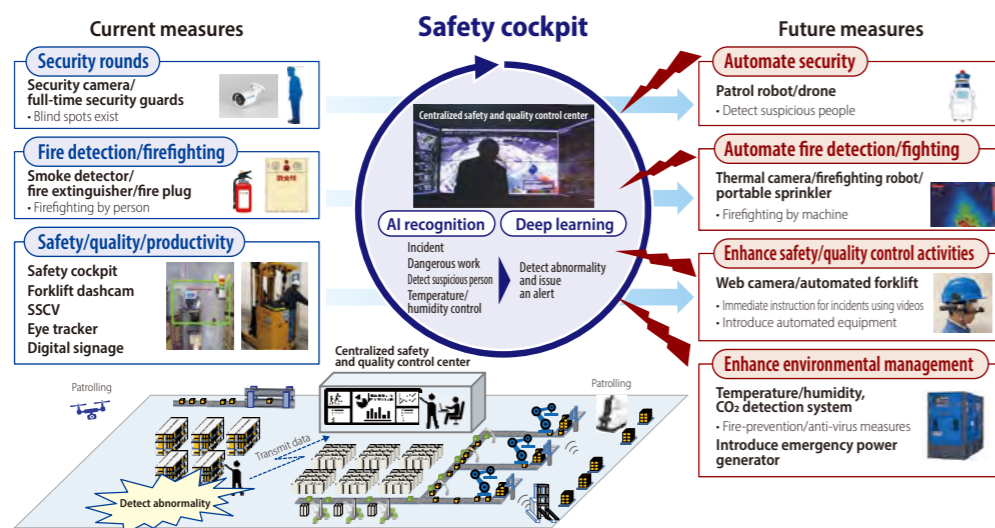 Current measures
Safety cockpit
Future measures
Security rounds
Security camera/
full-time security guards
• Blind spots exist
Fire detection/firefighting
Smoke detector/
fire extinguisher/fire plug
• Firefighting by person
Safety/quality/productivity
Safety cockpit
Forklift dashcam
SSCV
Eye tracker
Digital signage
Centralized safety and quality control center
AI recognition
Deep learning
Incident
Dangerous work
Detect suspicious person
Temperature/
humidity control
Detect abnormality
and issue
an alert
Automate security
Patrol robot/drone
• Detect suspicious people
Automate fire detection/fighting
Thermal camera/firefighting robot/
portable sprinkler
• Firefighting by machine
Enhance safety/quality control activities
Web camera/automated forklift
• Immediate instruction for incidents using videos
• Introduce automated equipment
Enhance environmental management
Temperature/humidity,
CO₂ detection system
• Fire-prevention/anti-virus measures
Introduce emergency power
generator
Centralized safety
and quality control center
Patrolling
Patrolling
Transmit data
Detect abnormality